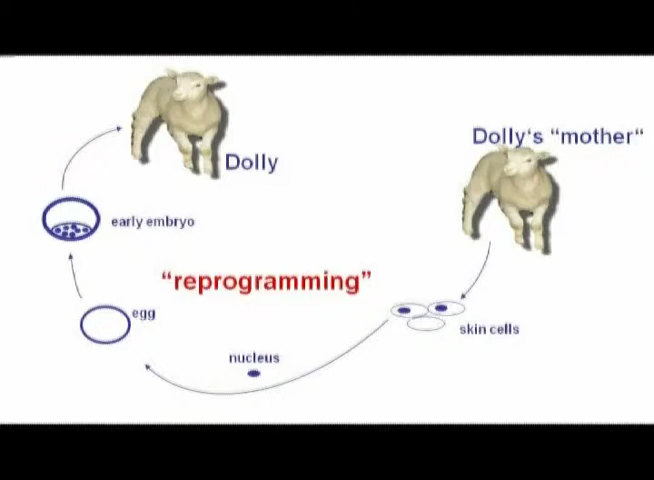 Dolly's “mother“
Dolly
early embryo
“reprogramming”
egg
skin cells
nucleus